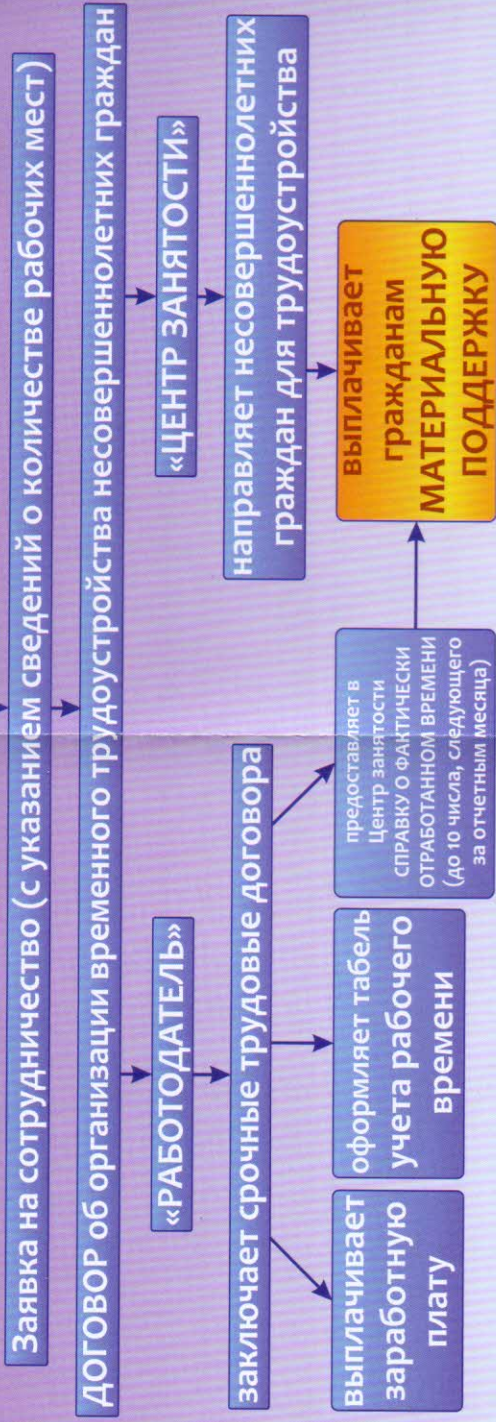 Заявка на сотрудничество (с указанием сведений о количестве рабочих мест)
ДОГОВОР об организации временного трудоустройства несовершеннолетних граждан
«РАБОТОДАТЕЛЬ»
«ЦЕНТР ЗАНЯТОСТИ»
заключает срочные трудовые договора
направляет несовершеннолетних
граждан для трудоустройства
выплачивает
заработную
плату
оформляет табель
учета рабочего
времени
предоставляет в
Центр занятости
СПРАВКУ О ФАКТИЧЕСКИ
ОТРАБОТАННОМ ВРЕМЕНИ
(до 10 числа, следующего
за отчетным месяца)
выплачивает
гражданам
МАТЕРИАЛЬНУЮ
ПОДДЕРЖКУ